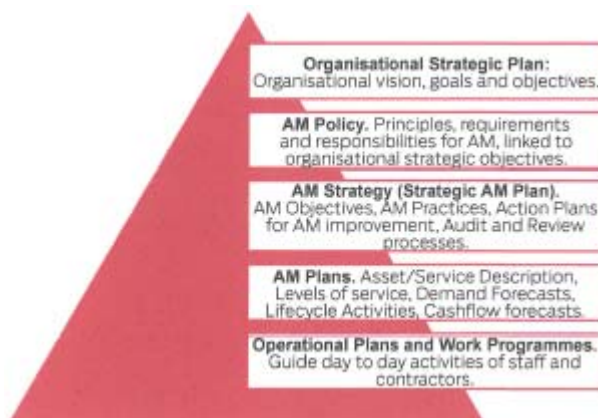 Organisational Strategic Plan:
Organisational vision, goals and objectives.
AM Policy. Principles, requirements
and responsibilities for AM, linked to
organisational strategic objectives.
AM Strategy (Strategic AM Plan).
AM Objectives, AM Practices, Action Plans
for AM improvement, Audit and Review
processes.
AM Plans. Asset/Service Description,
Levels of service, Demand Forecasts,
Lifecycle Activities, Cashflow forecasts.
Operational Plans and Work Programmes.
Guide day to day activities of staff and
contractors.